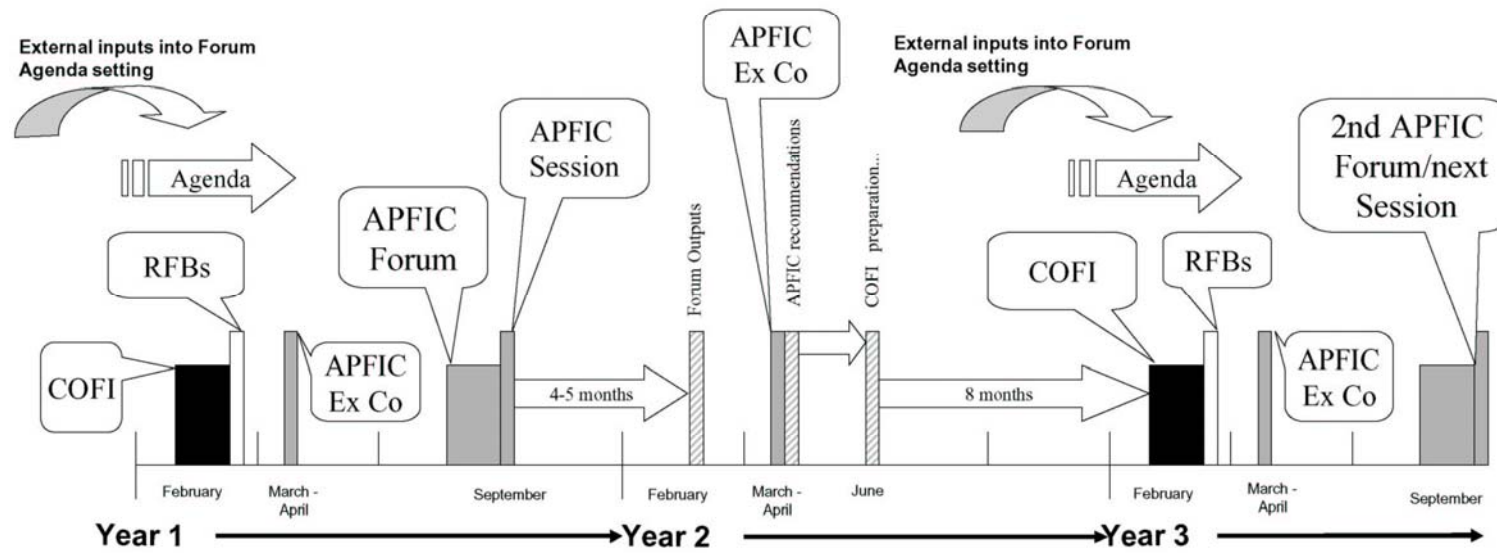 External inputs into Forum
Agenda setting
Agenda
RFBs
COFI
APFIC
Ex Co
APFIC
Forum
APFIC
Session
4-5 months
Forum Outputs
APFIC
Ex Co
APFIC recommendations
COFI preparation...
8 months
External inputs into Forum
Agenda setting
Agenda
COFI
RFBs
APFIC
Ex Co
2nd APFIC
Forum/next
Session
February
March -
April
September
February
March -
April
June
February
March -
April
September
Year 1
Year 2
Year 3